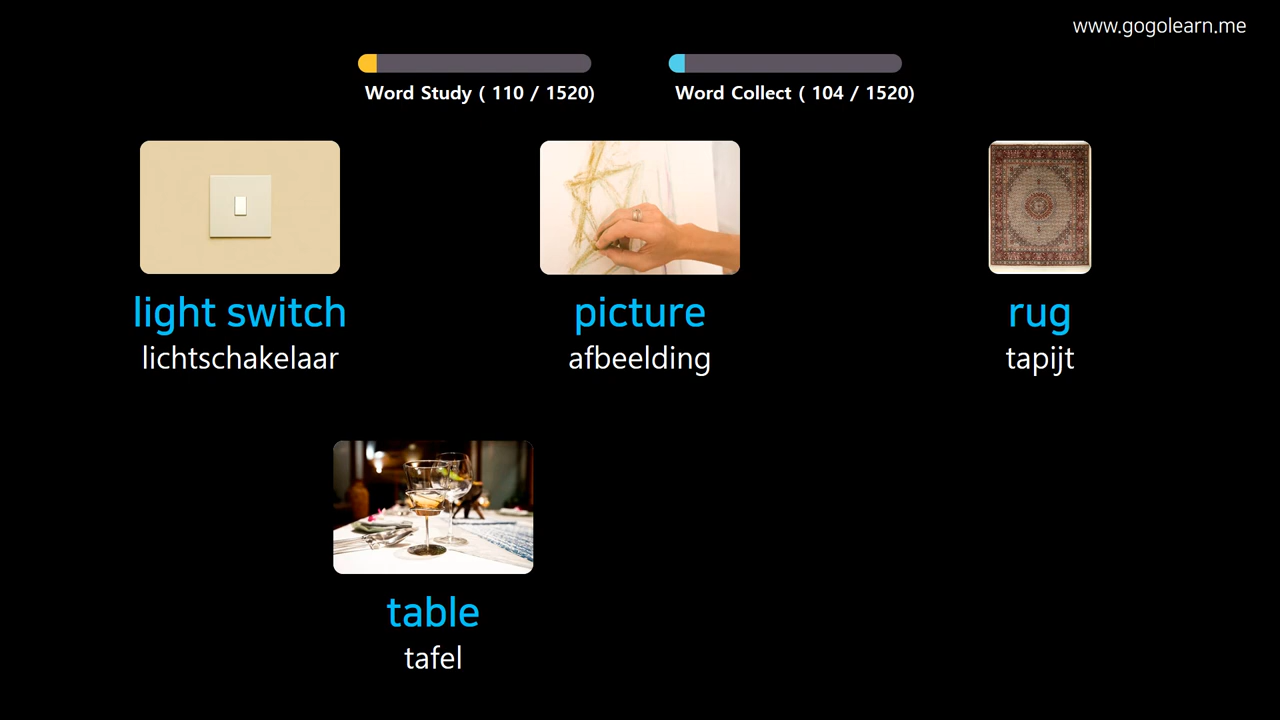 www.gogolearn.me
Word Study ( 110 / 1520)
Word Collect ( 104 / 1520)
light switch
lichtschakelaar
picture
afbeelding
rug
tapijt
table
tafel